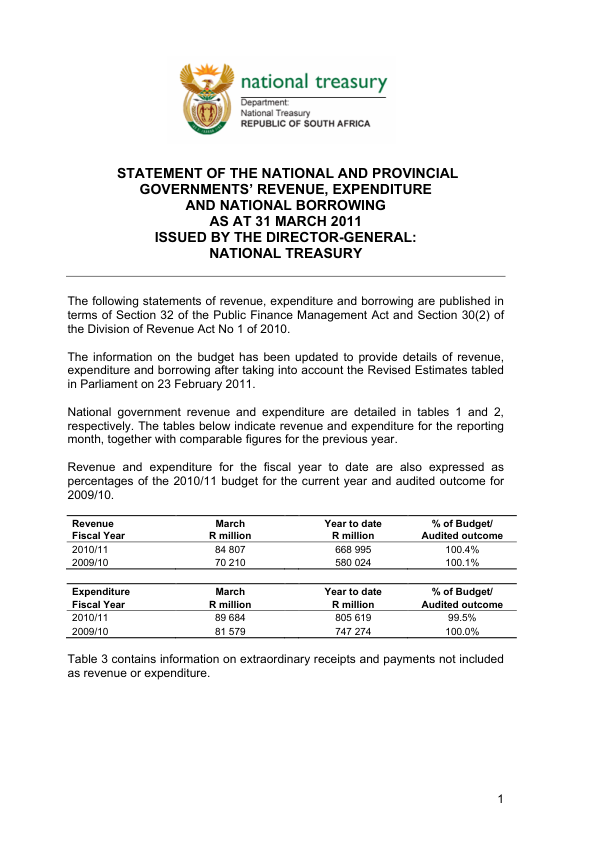 national treasury
Department:
National Treasury
REPUBLIC OF SOUTH AFRICA
STATEMENT OF THE NATIONAL AND PROVINCIAL
GOVERNMENTS' REVENUE, EXPENDITURE
AND NATIONAL BORROWING
AS AT 31 MARCH 2011
ISSUED BY THE DIRECTOR-GENERAL:
NATIONAL TREASURY
The following statements of revenue, expenditure and borrowing are published in
terms of Section 32 of the Public Finance Management Act and Section 30(2) of
the Division of Revenue Act No 1 of 2010.
The information on the budget has been updated to provide details of revenue,
expenditure and borrowing after taking into account the Revised Estimates tabled
in Parliament on 23 February 2011.
National government revenue and expenditure are detailed in tables 1 and 2,
respectively. The tables below indicate revenue and expenditure for the reporting
month, together with comparable figures for the previous year.
Revenue and expenditure for the fiscal year to date are also expressed as
percentages of the 2010/11 budget for the current year and audited outcome for
2009/10.
Revenue March Year to date % of Budget/
Fiscal Year R million R million Audited outcome
2010/11 84 807 668 995 100.4%
2009/10 70 210 580 024 100.1%
Expenditure March Year to date % of Budget/
Fiscal Year R million R million Audited outcome
2010/11 89 684 805 619 99.5%
2009/10 81 579 747 274 100.0%
Table 3 contains information on extraordinary receipts and payments not included
as revenue or expenditure.
1